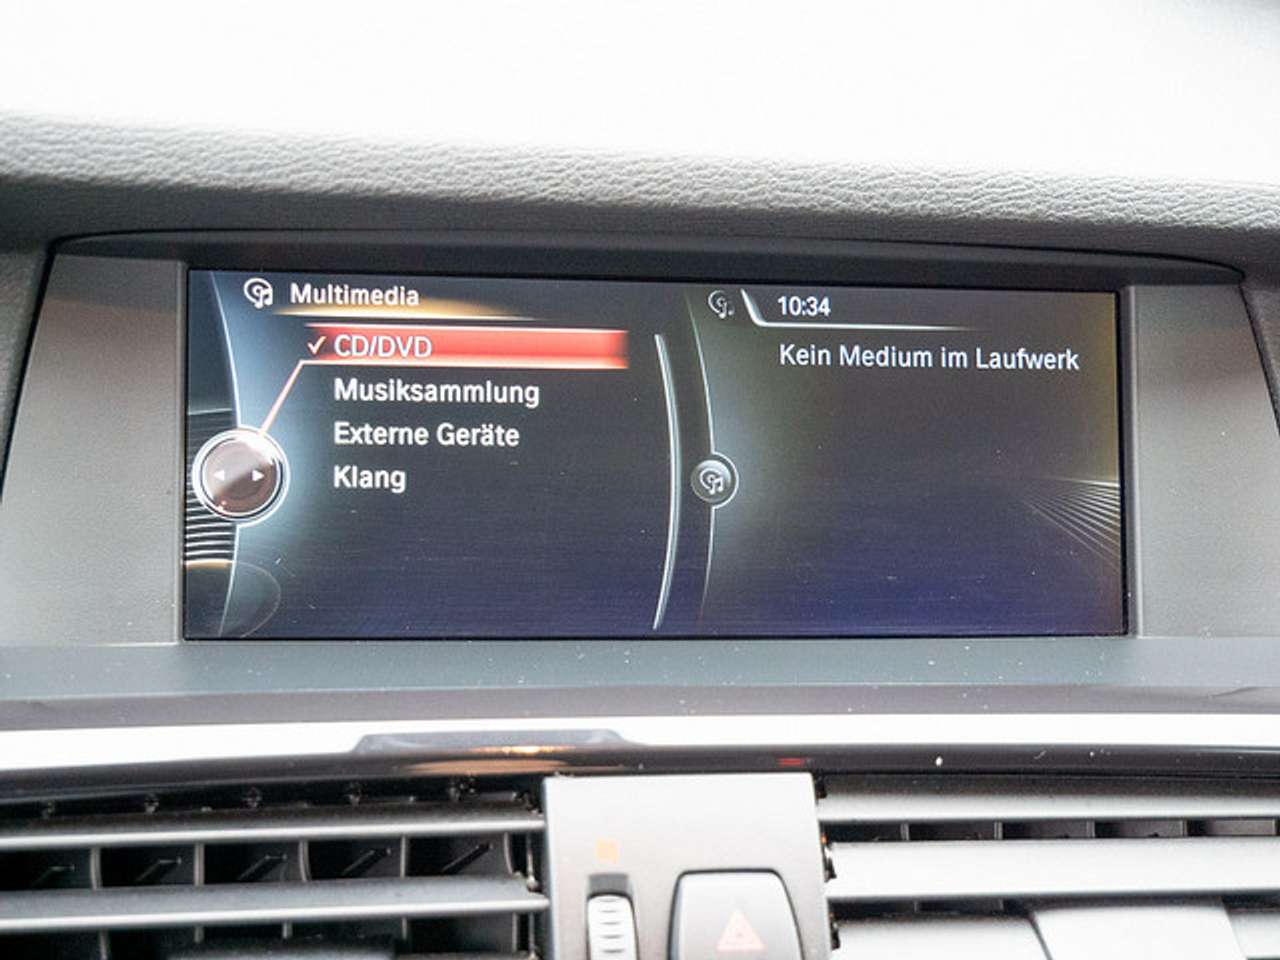 Multimedia
CD/DVD
Musiksammlung
Externe Geräte
Klang
10:34
Kein Medium im Laufwerk